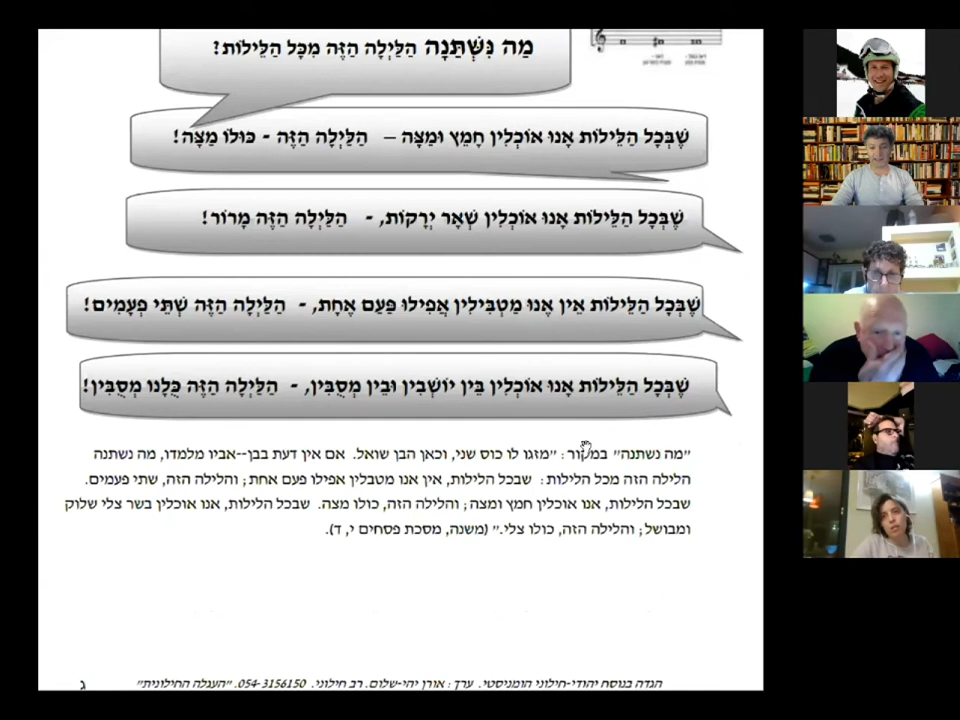 מַה נִּשְׁתַּנָה הַלַּיְלָה הַזֶּה מִכָּל הַלֵּילוֹת?
שֶׁבְּכָל הַלֵּילוֹת אָנוּ אוֹכְלִין חָמֵץ וּמַצָּה – הַלַּיְלָה הַזֶּה - כּוּלוֹ מַצָּה!
שֶׁבְּכָל הַלֵּילוֹת אָנוּ אוֹכְלִין שְׁאָר יְרָקוֹת, - הַלַּיְלָה הַזֶּה מָרוֹר!
שֶׁבְּכָל הַלֵּילוֹת אֵין אָנוּ מַטְבִּילִין אֲפִילוּ פַּעַם אֶחָת, - הַלַּיְלָה הַזֶּה שְׁתֵּי פְעָמִים!
שֶׁבְּכָל הַלֵּילוֹת אָנוּ אוֹכְלִין בֵּין יוֹשְׁבִין וּבֵין מְסֻבִּין, - הַלַּיְלָה הַזֶּה כֻּלָּנוּ מְסֻבִּין!
״מה נשתנה״ במקור: ״מזגו לו כוס שני, וכאן הבן שואל. אם אין דעת בבן--אביו מלמדו, מה נשתנה
הלילה הזה מכל הלילות: שבכל הלילות, אין אנו מטבלין אפילו פעם אחת; והלילה הזה, שתי פעמים.
שבכל הלילות, אנו אוכלין חמץ ומצה; והלילה הזה, כולו מצה. שבכל הלילות, אנו אוכלין בשר צלי שלוק
ומבושל; והלילה הזה, כולו צלי.״ (משנה, מסכת פסחים י, ד).
הגדה בנוסח יהודי-חילוני הומניסטי. ערך: אורן יהי-שלום. רב חילוני. 054-3156150. ״העגלה החילונית״
ג